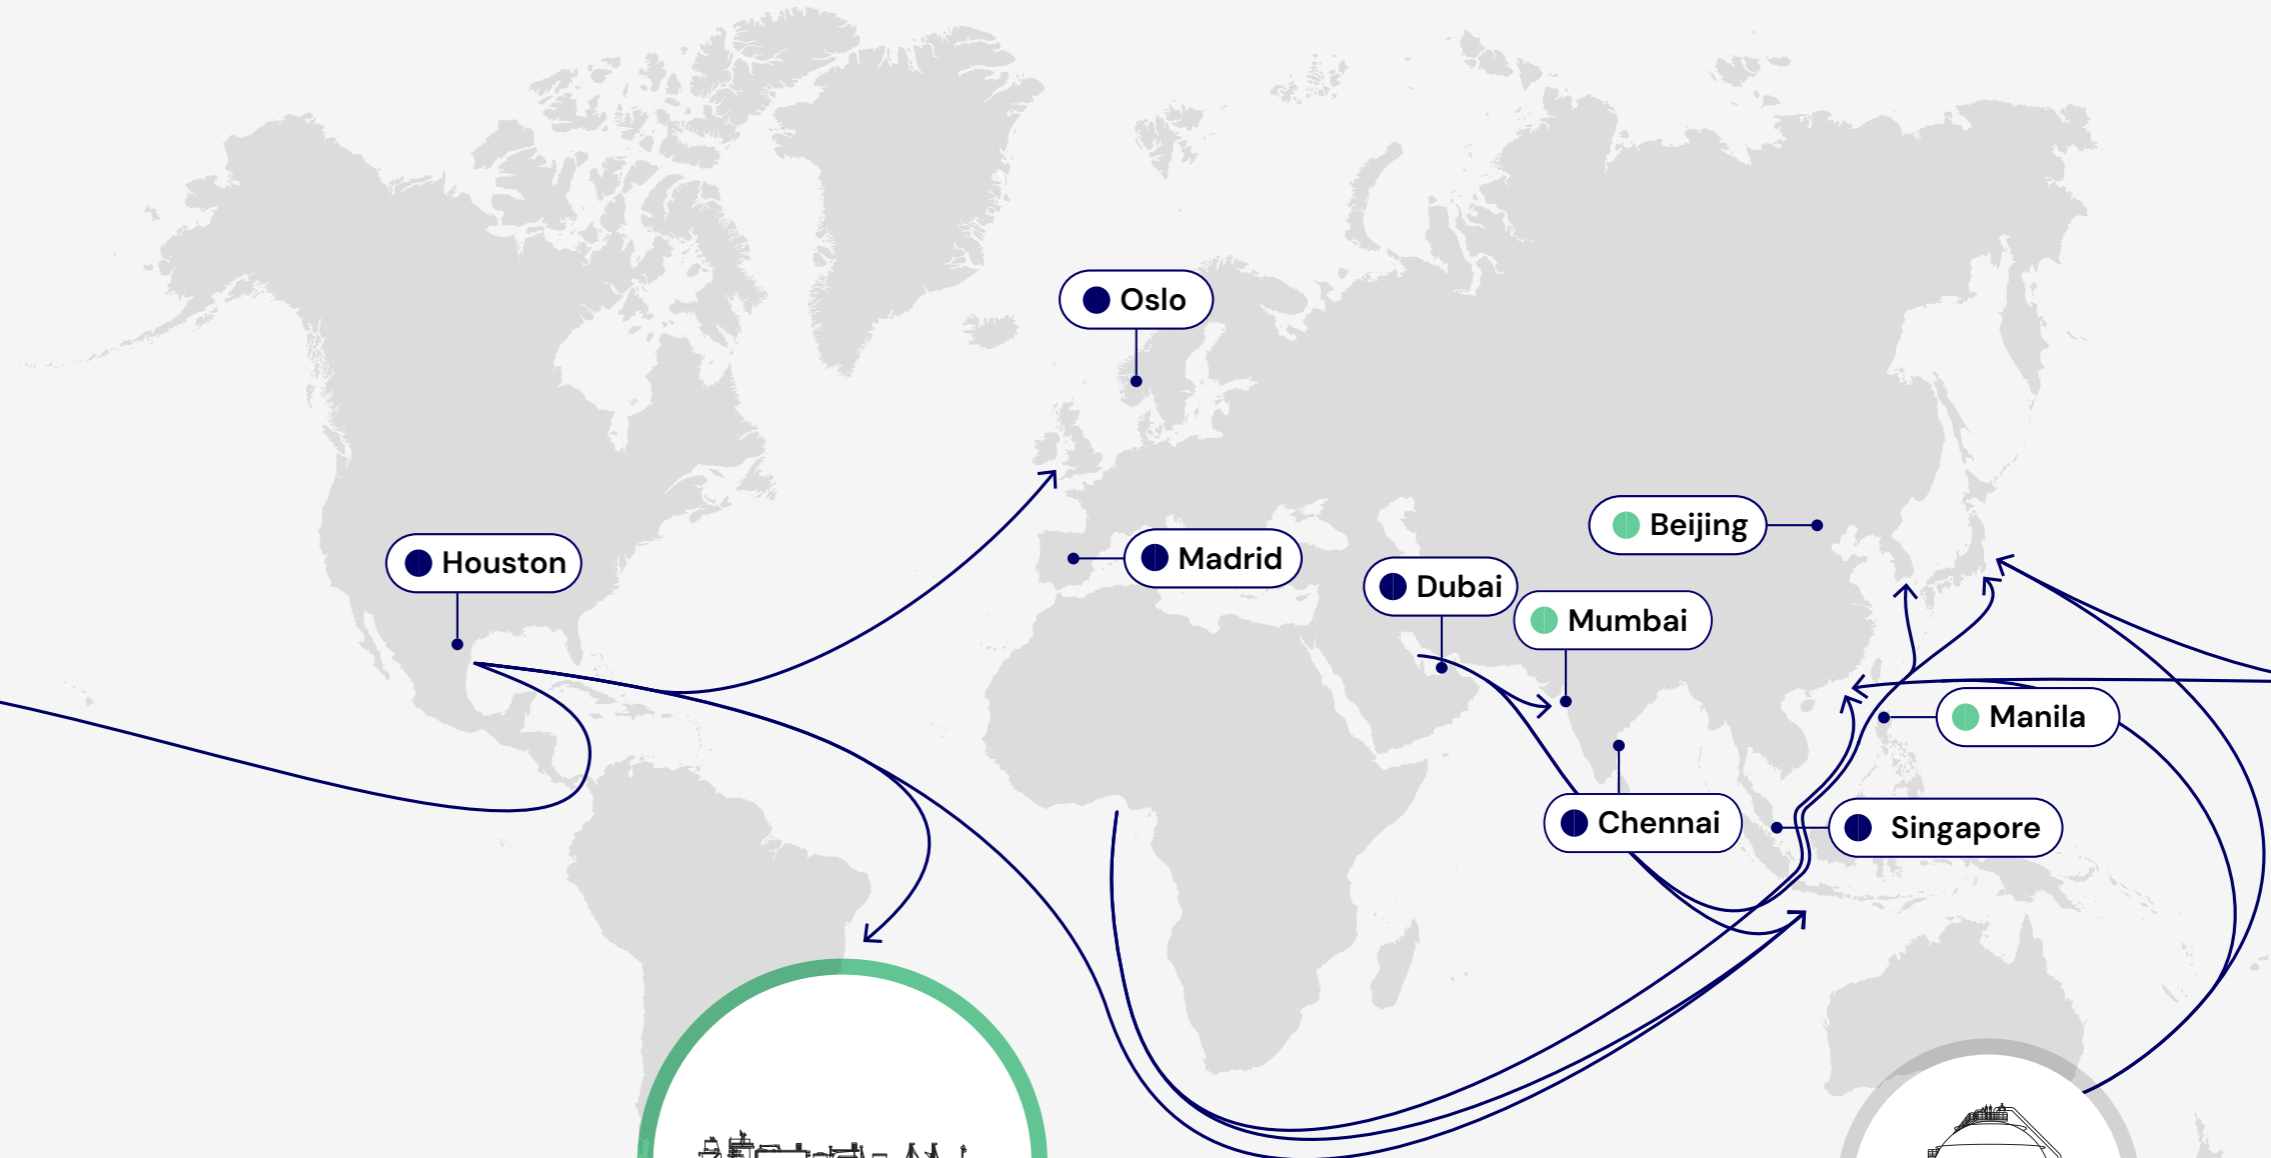 Oslo
Beijing
Houston
Madrid
Dubai
Mumbai
Manila
Chennai
Singapore